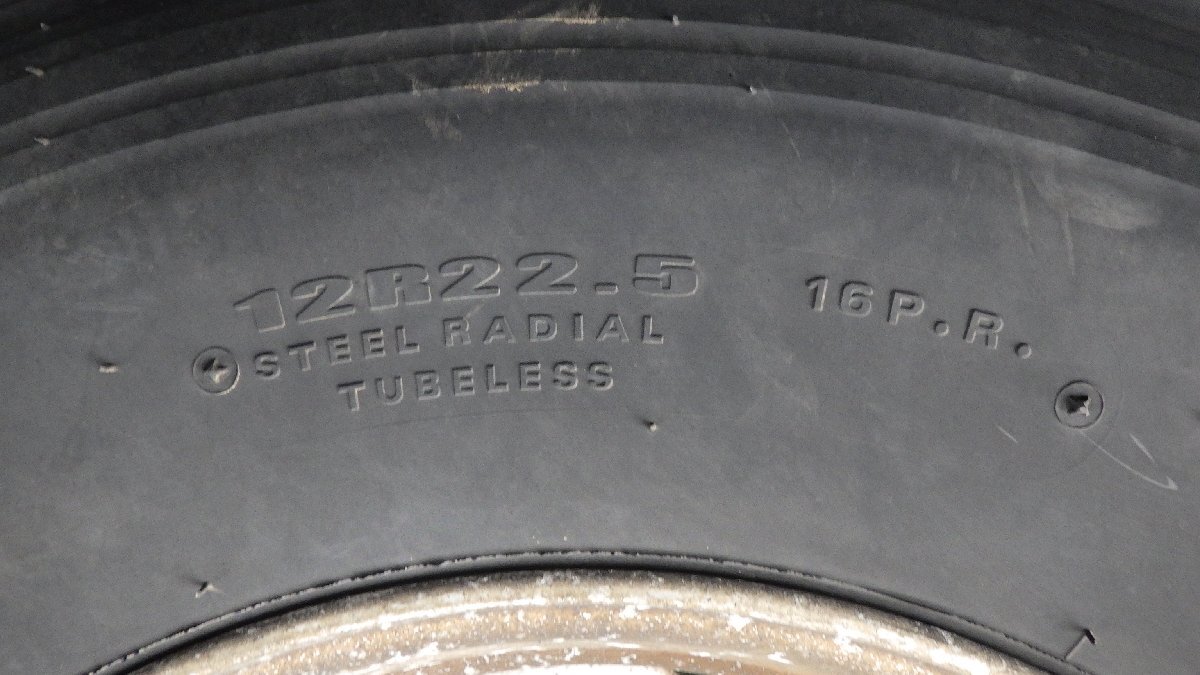 12R22.5 16P.R.
STEEL RADIAL
TUBELESS